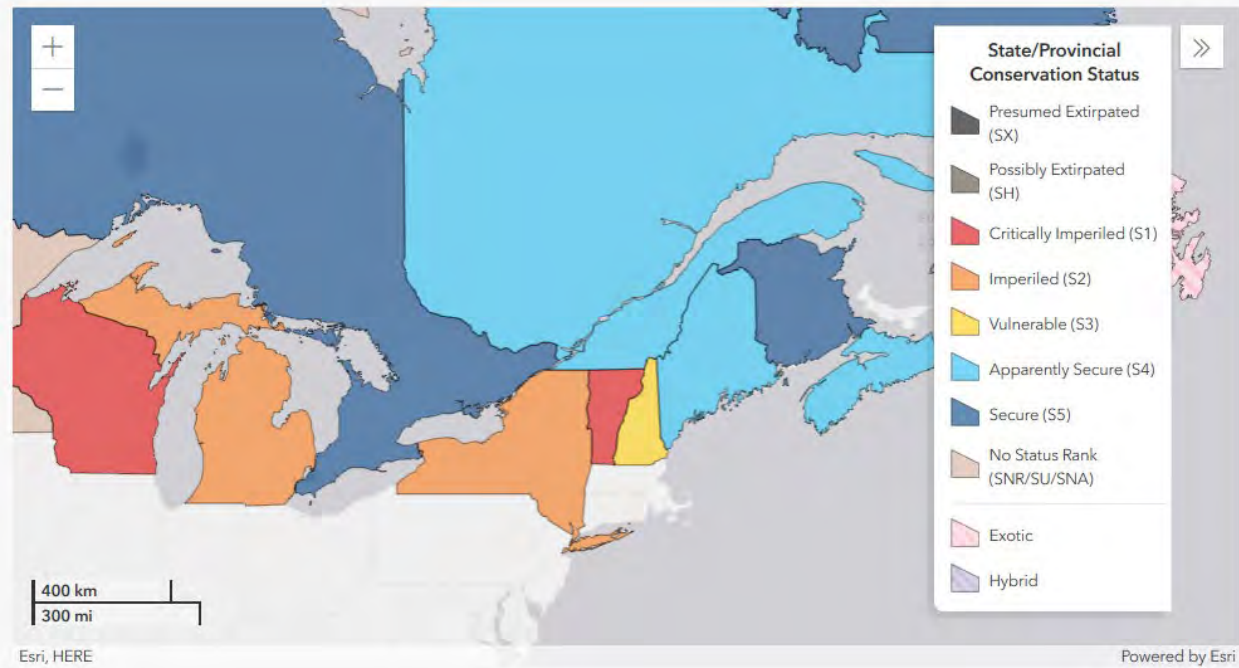 +
−
State/Provincial
Conservation Status
Presumed Extirpated
(SX)
Possibly Extirpated
(SH)
Critically Imperiled (S1)
Imperiled (S2)
Vulnerable (S3)
Apparently Secure (S4)
Secure (S5)
No Status Rank
(SNR/SU/SNA)
Exotic
Hybrid
400 km
300 mi
Esri, HERE
Powered by Esri